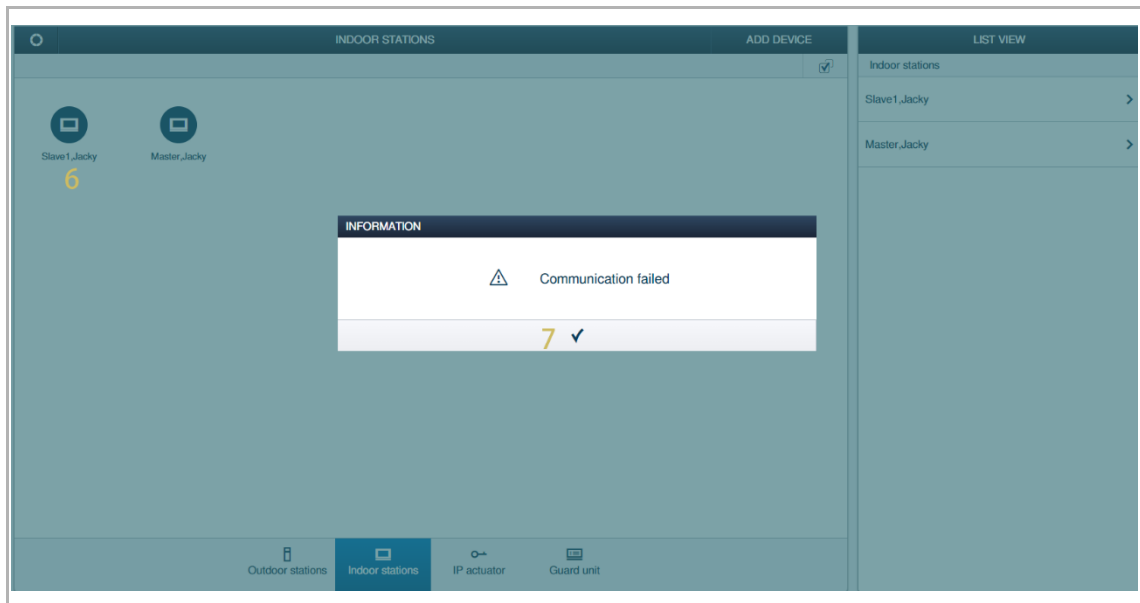 INDOOR STATIONS
ADD DEVICE
LIST VIEW
Indoor stations
Slave1,Jacky
Master,Jacky
Slave1,Jacky
Master,Jacky
6
INFORMATION
Communication failed
7
Outdoor stations
Indoor stations
IP actuator
Guard unit